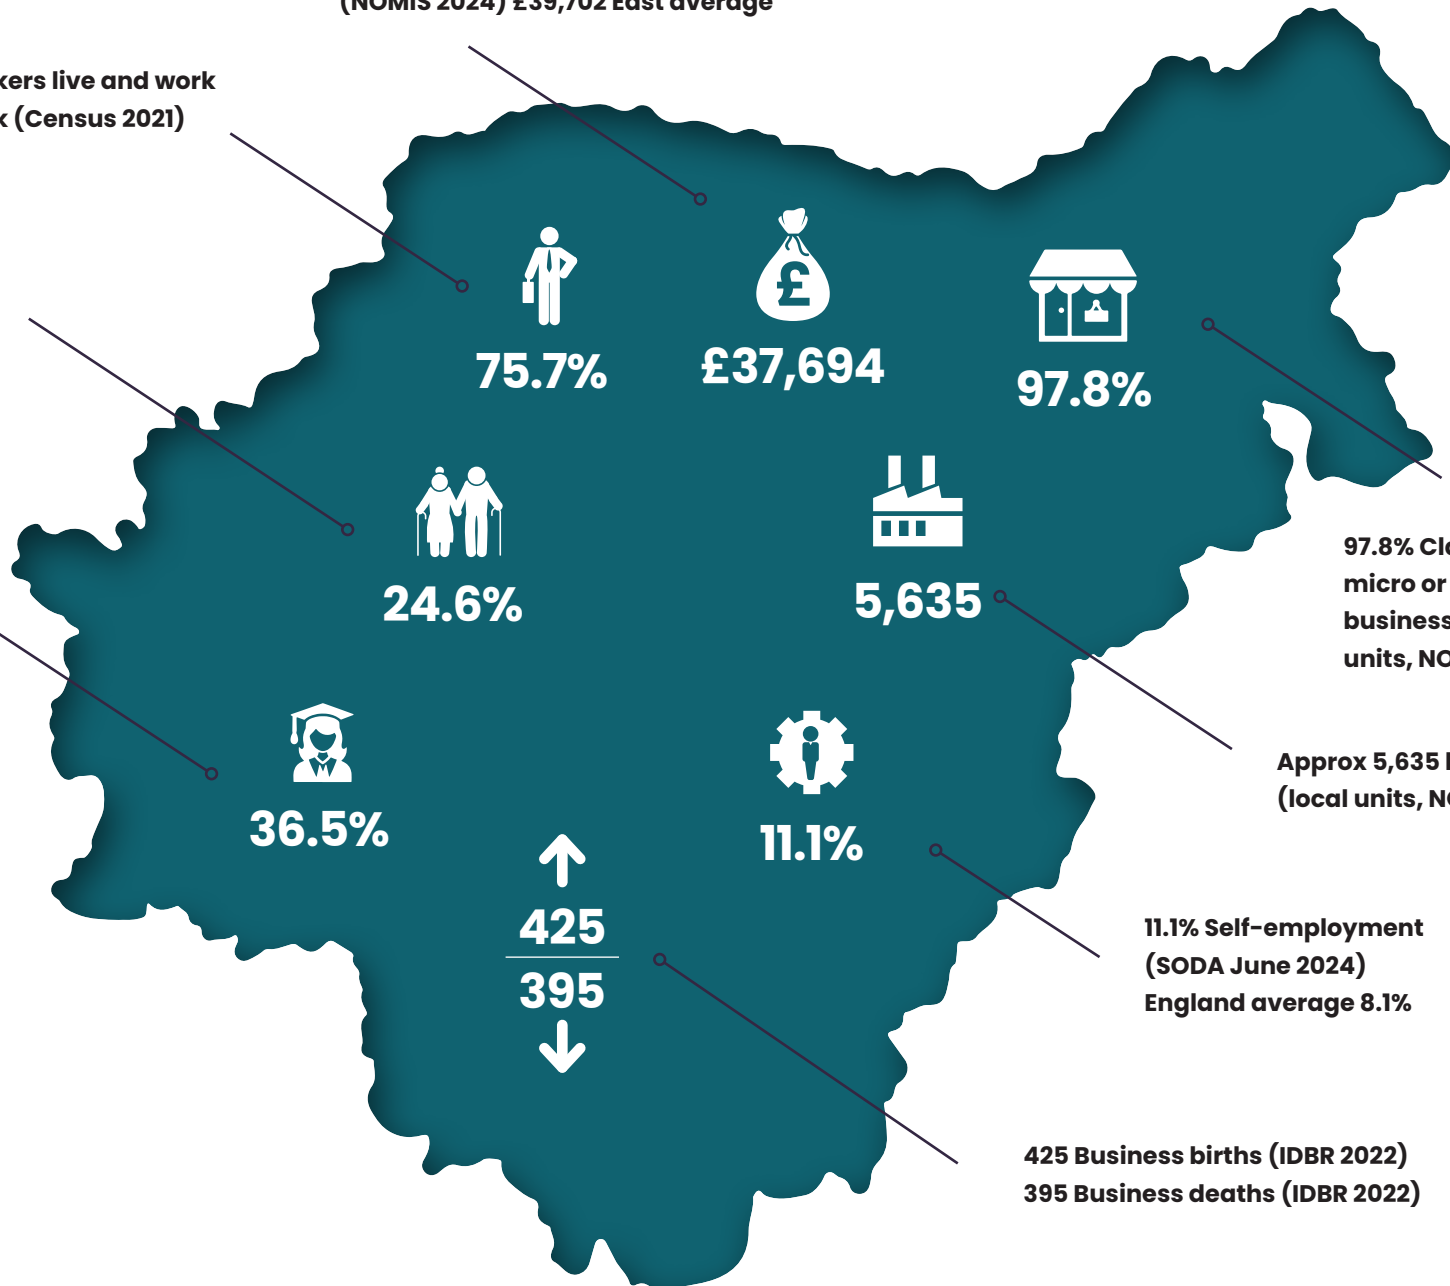 (NOMIS 2024) £39,702 East average
live and work
(Census 2021)
£
75.7%
£37,694
97.8%
24.6%
5,635
97.8%
micro or
business
units,
Approx 5,635
(local units,
36.5%
11.1%
425
395
11.1% Self-employment
(SODA June 2024)
England average 8.1%
425 Business births (IDBR 2022)
395 Business deaths (IDBR 2022)